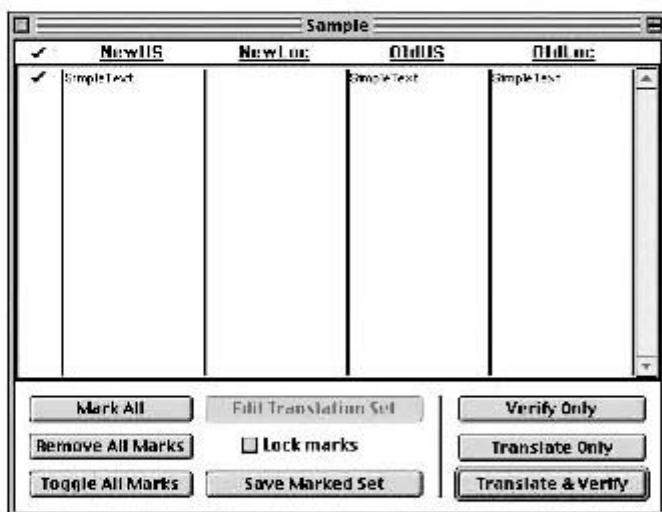 Sample
✓ NewUS NewLoc OldUS OldLoc
✓ SimpleText SimpleText SimpleText
Mark All Edit Translation Set Verify Only
Remove All Marks Lock marks Translate Only
Toggle All Marks Save Marked Set Translate & Verify